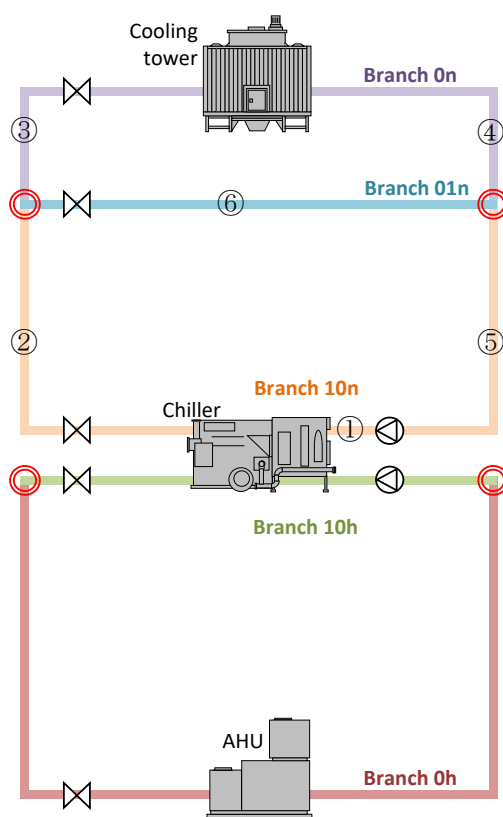 Cooling
tower
Branch 0n
③
④
Branch 01n
⑥
②
⑤
Branch 10n
Chiller
①
Branch 10h
AHU
Branch 0h